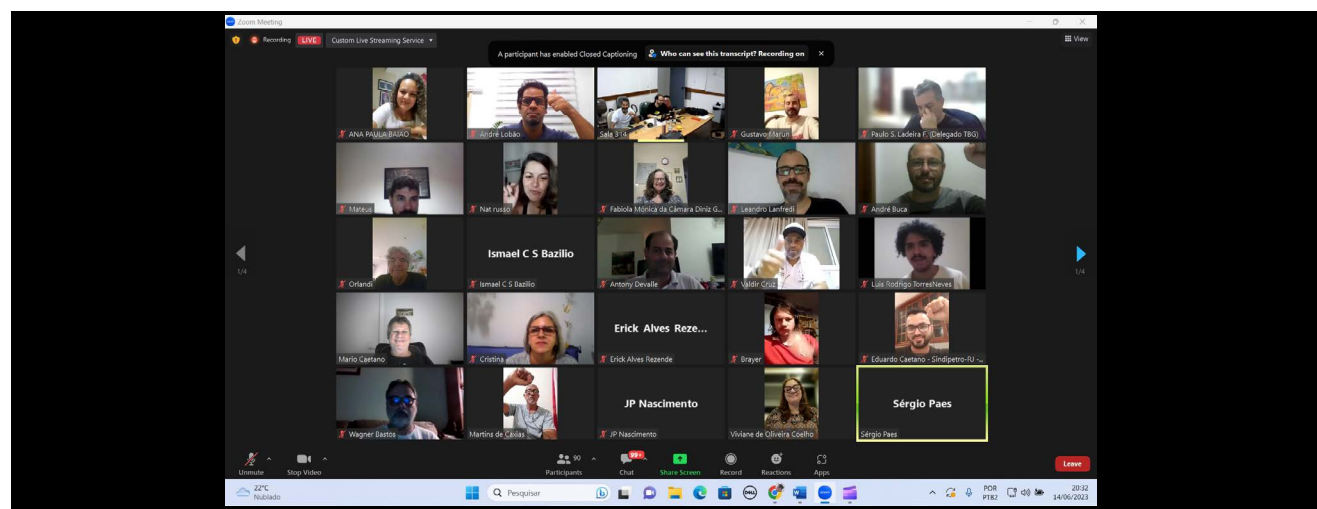 Zoom Meeting
Recording LIVE Custom Live Streaming Service
View
A participant has enabled Closed Captioning Who can see this transcript? Recording on
ANA PAULA BAIAO
André Lobão
Sala 314
Gustavo Marun
Paulo S. Ladeira F. (Delegado TBG)
Mateus
Nat russo
Fabíola Mônica da Câmara Diniz G...
Leandro Lanfredi
André Buca
Orlandi
Ismael C S Bazilio
Ismael C S Bazilio
Antony Devalle
Valdir Cruz
Luis Rodrigo TorresNeves
1/4
1/4
Mario Caetano
Cristina
Erick Alves Reze...
Erick Alves Rezende
Brayer
Eduardo Caetano - Sindipetro-RJ -...
Wagner Bastos
Martins de Caxias
JP Nascimento
JP Nascimento
Viviane de Oliveira Coelho
Sérgio Paes
Sérgio Paes
Unmute
Stop Video
90
Participants
99+
Chat
Share Screen
Record
Reactions
Apps
Leave
22°C
Nublado
Pesquisar
DELL
POR
PTB2
20:32
14/06/2023